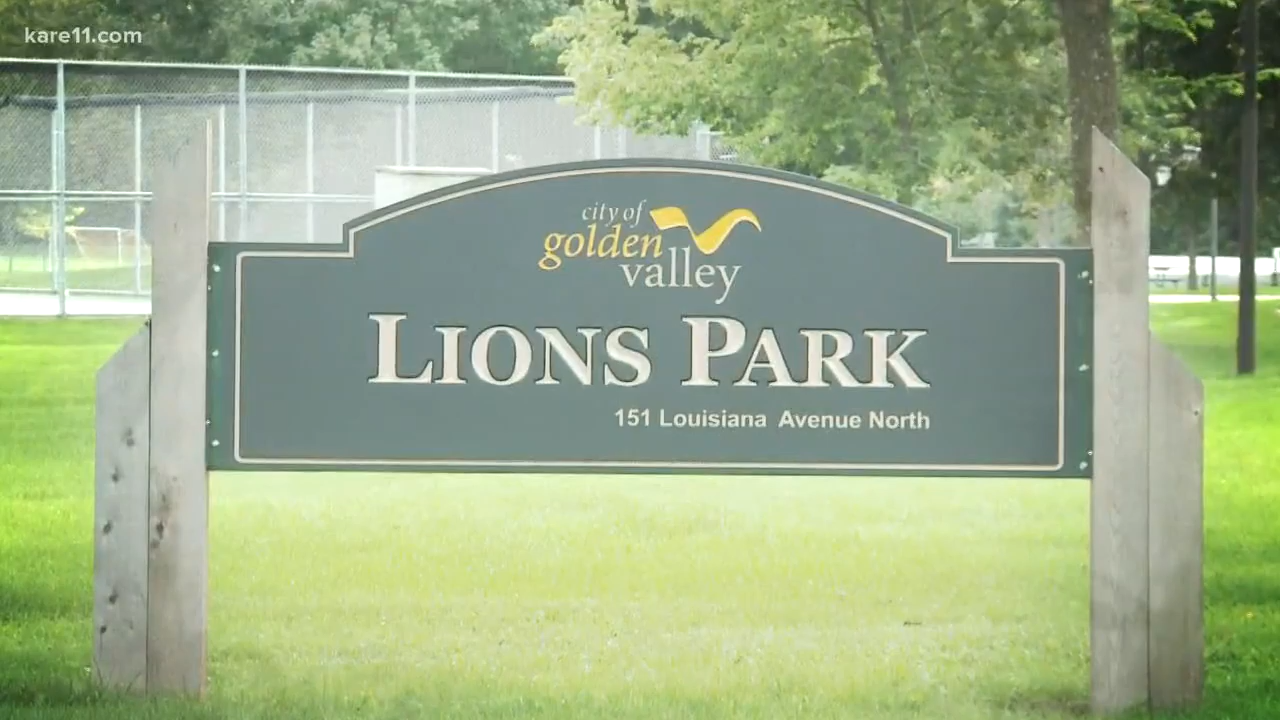 kare11.com
city of
golden
valley
LIONS PARK
151 Louisiana Avenue North